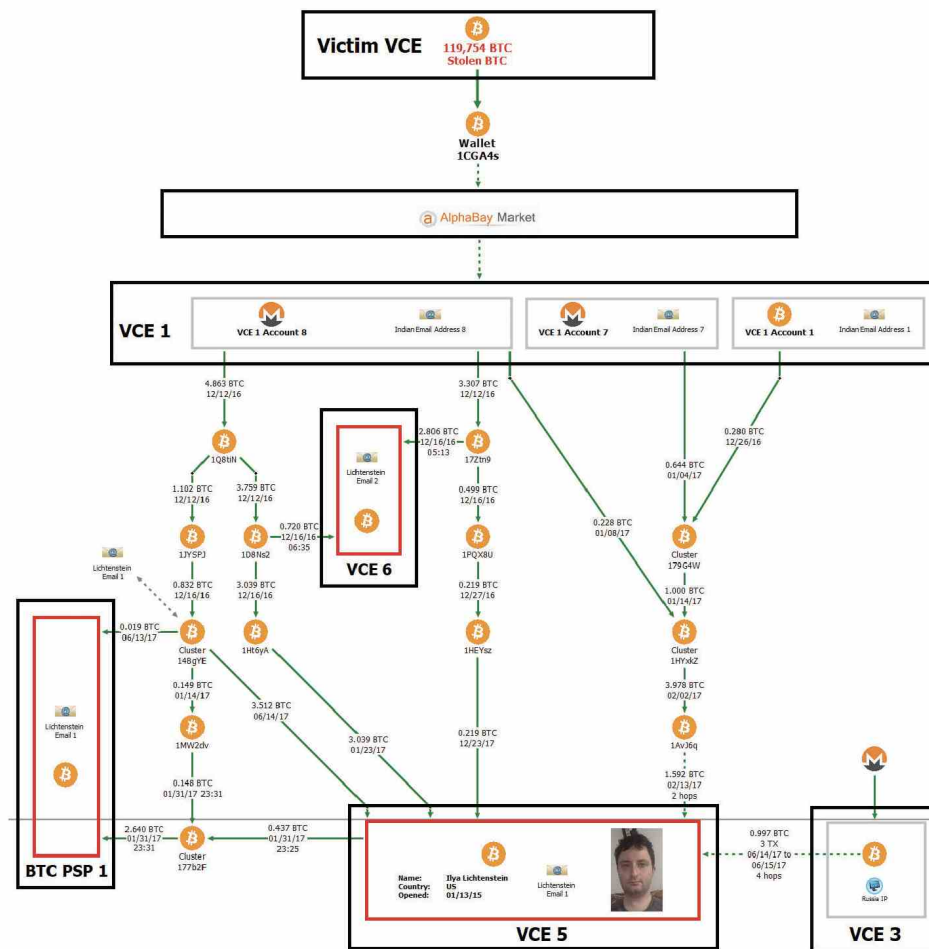 Victim VCE
119,754 BTC
Stolen BTC
Wallet
1CGA4s
AlphaBay Market
VCE 1
VCE 1 Account 8
Indian Email Address 8
VCE 1 Account 7
Indian Email Address 7
VCE 1 Account 1
Indian Email Address 1
4.863 BTC
12/12/16
3.307 BTC
12/12/16
0.280 BTC
12/26/16
2.806 BTC
12/16/16
05:13
1Q8tiN
17Ztn9
Lichtenstein
Email 2
0.644 BTC
01/04/17
1.102 BTC
12/12/16
3.759 BTC
12/12/16
0.499 BTC
12/16/16
0.720 BTC
12/16/16
06:35
0.228 BTC
01/08/17
1JYSPJ
1D8Ns2
1PQX8U
Cluster
179G4W
VCE 6
Lichtenstein
Email 1
0.832 BTC
12/16/16
3.039 BTC
12/16/16
0.219 BTC
12/27/16
1.000 BTC
01/14/17
0.019 BTC
06/13/17
Cluster
148gYE
1Ht6yA
1HEYsz
Cluster
1HYxkZ
0.149 BTC
01/14/17
3.512 BTC
06/14/17
3.978 BTC
02/02/17
Lichtenstein
Email 1
1MW2dv
3.039 BTC
01/23/17
0.219 BTC
12/23/17
1AvJ6q
0.148 BTC
01/31/17 23:31
1.592 BTC
02/13/17
2 hops
2.640 BTC
01/31/17
23:31
0.437 BTC
01/31/17
23:25
0.997 BTC
3 TX
06/14/17 to
06/15/17
4 hops
Cluster
177b2F
BTC PSP 1
Name: Ilya Lichtenstein
Country: US
Opened: 01/13/15
Lichtenstein
Email 1
Russia IP
VCE 5
VCE 3